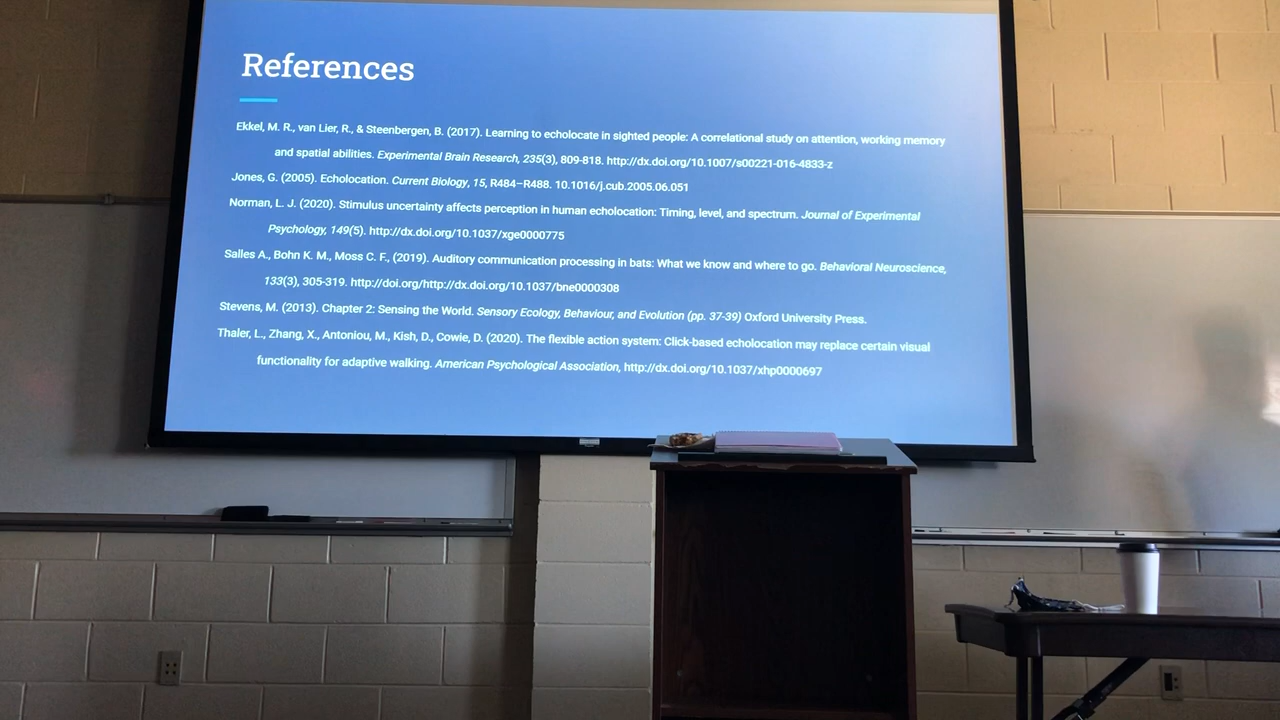 References
Ekkel, M. R., van Lier, R., & Steenbergen, B. (2017). Learning to echolocate in sighted people: A correlational study on attention, working memory
and spatial abilities. Experimental Brain Research, 235(3), 809-818. http://dx.doi.org/10.1007/s00221-016-4833-z
Jones, G. (2005). Echolocation. Current Biology, 15, R484–R488. 10.1016/j.cub.2005.06.051
Norman, L. J. (2020). Stimulus uncertainty affects perception in human echolocation: Timing, level, and spectrum. Journal of Experimental
Psychology, 149(5). http://dx.doi.org/10.1037/xge0000775
Salles A., Bohn K. M., Moss C. F., (2019). Auditory communication processing in bats: What we know and where to go. Behavioral Neuroscience,
133(3), 305-319. http://doi.org/http://dx.doi.org/10.1037/bne0000308
Stevens, M. (2013). Chapter 2: Sensing the World. Sensory Ecology, Behaviour, and Evolution (pp. 37-39) Oxford University Press.
Thaler, L., Zhang, X., Antoniou, M., Kish, D., Cowie, D. (2020). The flexible action system: Click-based echolocation may replace certain visual
functionality for adaptive walking. American Psychological Association, http://dx.doi.org/10.1037/xhp0000697